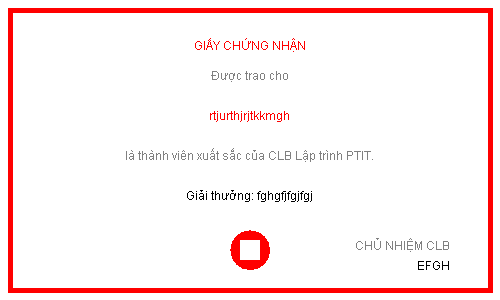 GIẤY CHỨNG NHẬN
Được trao cho
rtjurthjrjtkkmgh
là thành viên xuất sắc của CLB Lập trình PTIT.
Giải thưởng: fghgfjfgjfgj
CHỦ NHIỆM CLB
EFGH